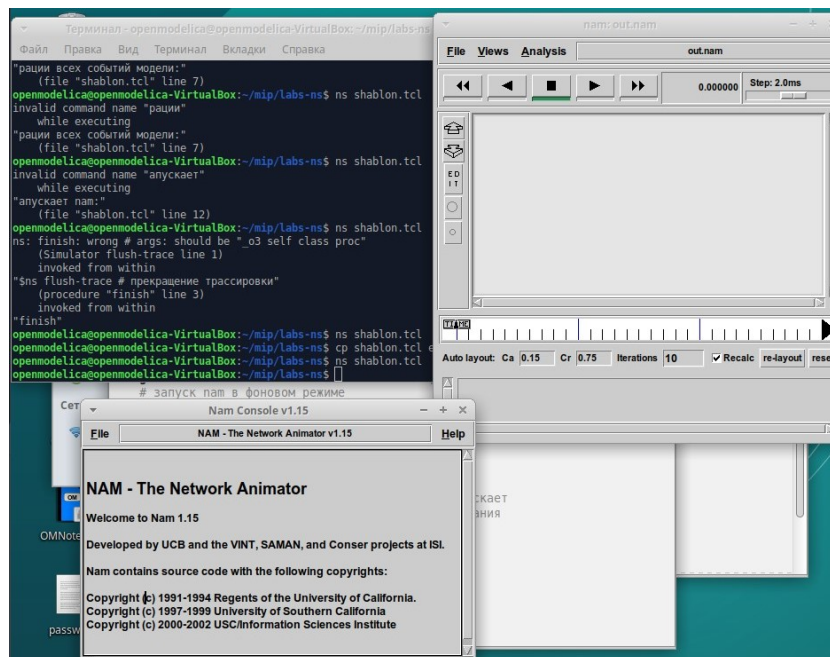 Терминал - openmodelica@openmodelica-VirtualBox: ~/mip/labs-ns
Файл Правка Вид Терминал Вкладки Справка
"рации всех событий модели:"
(file "shablon.tcl" line 7)
openmodelica@openmodelica-VirtualBox:~/mip/labs-ns$ ns shablon.tcl
invalid command name "рации"
while executing
"рации всех событий модели:"
(file "shablon.tcl" line 7)
openmodelica@openmodelica-VirtualBox:~/mip/labs-ns$ ns shablon.tcl
invalid command name "апускает"
while executing
"апускает nam:"
(file "shablon.tcl" line 12)
openmodelica@openmodelica-VirtualBox:~/mip/labs-ns$ ns shablon.tcl
ns: finish: wrong # args: should be "_o3 self class proc"
(Simulator flush-trace line 1)
invoked from within
"$ns flush-trace # прекращение трассировки"
(procedure "finish" line 3)
invoked from within
"finish"
openmodelica@openmodelica-VirtualBox:~/mip/labs-ns$ ns shablon.tcl
openmodelica@openmodelica-VirtualBox:~/mip/labs-ns$ cp shablon.tcl e
openmodelica@openmodelica-VirtualBox:~/mip/labs-ns$ ns shablon.tcl
openmodelica@openmodelica-VirtualBox:~/mip/labs-ns$
nam: out.nam
File Views Analysis out.nam
0.000000 Step: 2.0ms
ED
IT
TIME
Auto layout: Ca 0.15 Cr 0.75 Iterations 10 Recalc re-layout rese
# запуск nam в фоновом режиме
Сет
OMNote
passw
скает
ания
Nam Console v1.15
File NAM - The Network Animator v1.15 Help
NAM - The Network Animator
Welcome to Nam 1.15
Developed by UCB and the VINT, SAMAN, and Conser projects at ISI.
Nam contains source code with the following copyrights:
Copyright (c) 1991-1994 Regents of the University of California.
Copyright (c) 1997-1999 University of Southern California
Copyright (c) 2000-2002 USC/Information Sciences Institute